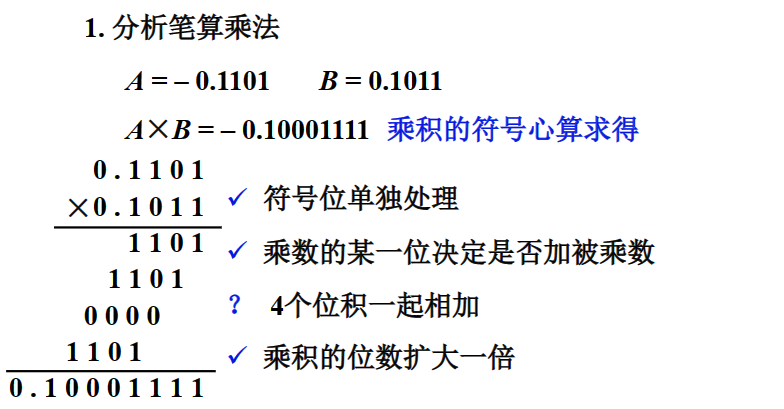 1. 分析笔算乘法
A = – 0.1101 B = 0.1011
A×B = – 0.10001111 乘积的符号心算求得
0.1101
×0.1011
1101
1101
0000
1101
0.10001111
✓ 符号位单独处理
✓ 乘数的某一位决定是否加被乘数
? 4个位积一起相加
✓ 乘积的位数扩大一倍